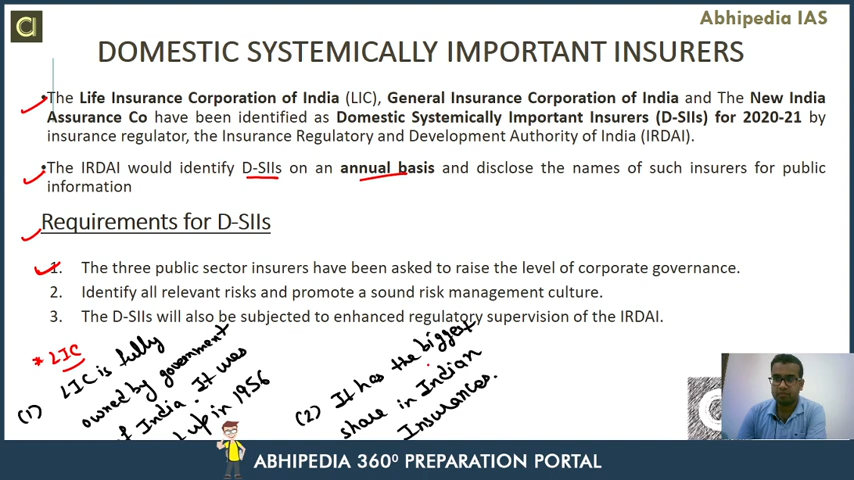 Abhipedia IAS
DOMESTIC SYSTEMICALLY IMPORTANT INSURERS
•The Life Insurance Corporation of India (LIC), General Insurance Corporation of India and The New India
Assurance Co have been identified as Domestic Systemically Important Insurers (D-SIIs) for 2020-21 by
insurance regulator, the Insurance Regulatory and Development Authority of India (IRDAI).
•The IRDAI would identify D-SIIs on an annual basis and disclose the names of such insurers for public
information
Requirements for D-SIIs
1. The three public sector insurers have been asked to raise the level of corporate governance.
2. Identify all relevant risks and promote a sound risk management culture.
3. The D-SIIs will also be subjected to enhanced regulatory supervision of the IRDAI.
* LIC
(1) LIC is fully
owned by government
of India. It was
up in 1956
(2) It has the biggest
share in Indian
Insurances.
ABHIPEDIA 360⁰ PREPARATION PORTAL